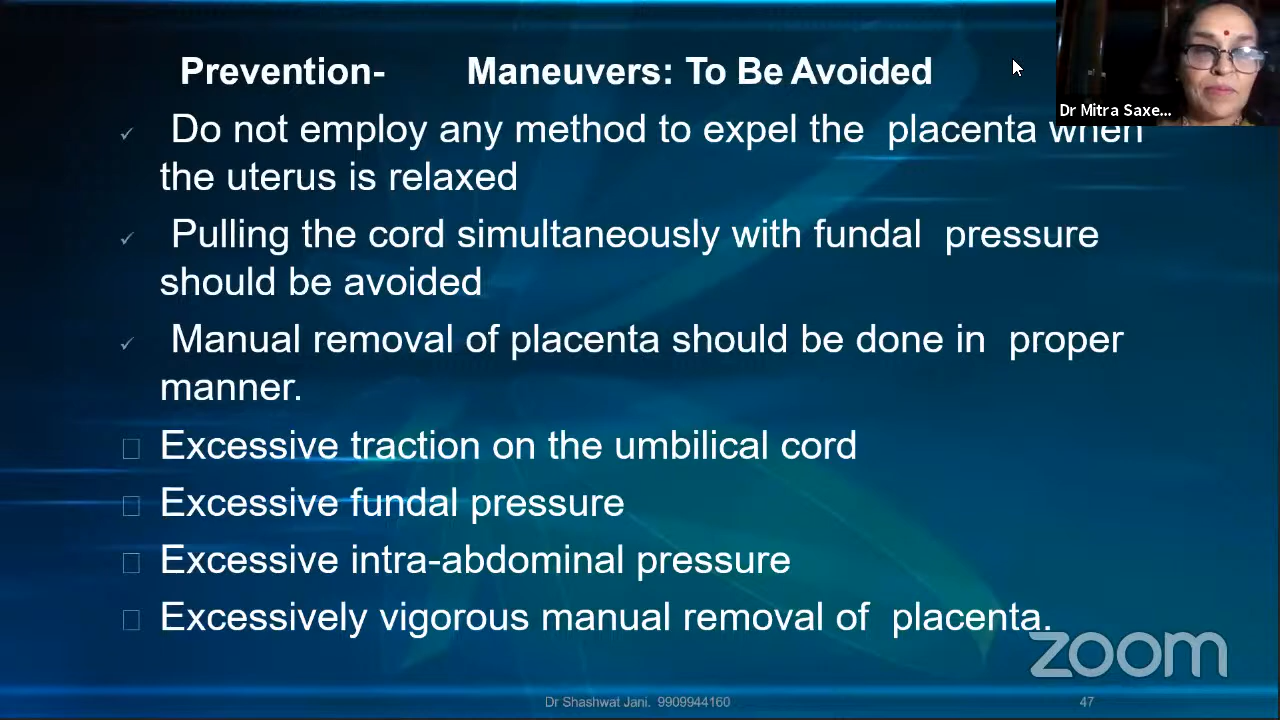 Prevention- Maneuvers: To Be Avoided
Dr Mitra Saxe...
Do not employ any method to expel the placenta when
the uterus is relaxed
Pulling the cord simultaneously with fundal pressure
should be avoided
Manual removal of placenta should be done in proper
manner.
Excessive traction on the umbilical cord
Excessive fundal pressure
Excessive intra-abdominal pressure
Excessively vigorous manual removal of placenta.
zoom
Dr Shashwat Jani. 9909944160
47